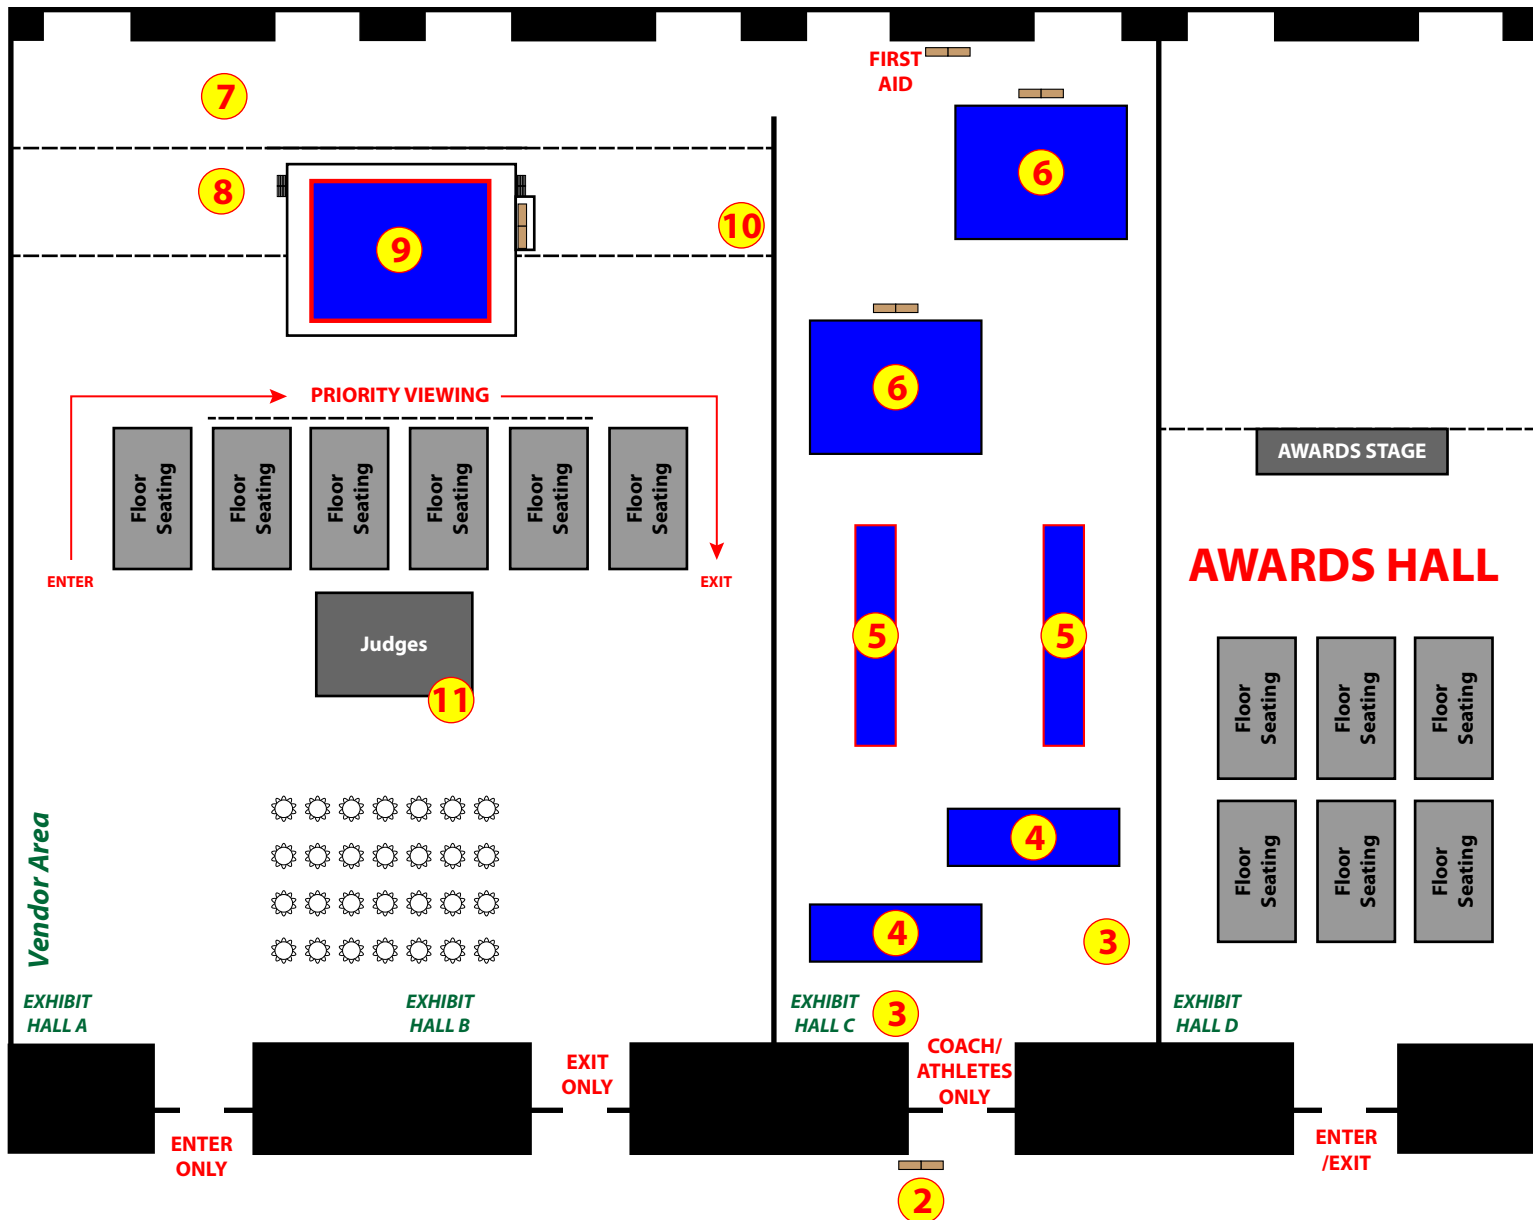 FIRST
AID
7
6
8
10
9
6
PRIORITY VIEWING
Floor
Seating
Floor
Seating
Floor
Seating
Floor
Seating
Floor
Seating
Floor
Seating
ENTER
EXIT
AWARDS STAGE
AWARDS HALL
Judges
11
5
5
Floor
Seating
Floor
Seating
Floor
Seating
Floor
Seating
Floor
Seating
Floor
Seating
4
4
3
3
Vendor Area
EXHIBIT
HALL A
EXHIBIT
HALL B
EXHIBIT
HALL C
EXHIBIT
HALL D
ENTER
ONLY
EXIT
ONLY
COACH/
ATHLETES
ONLY
ENTER
/EXIT
2